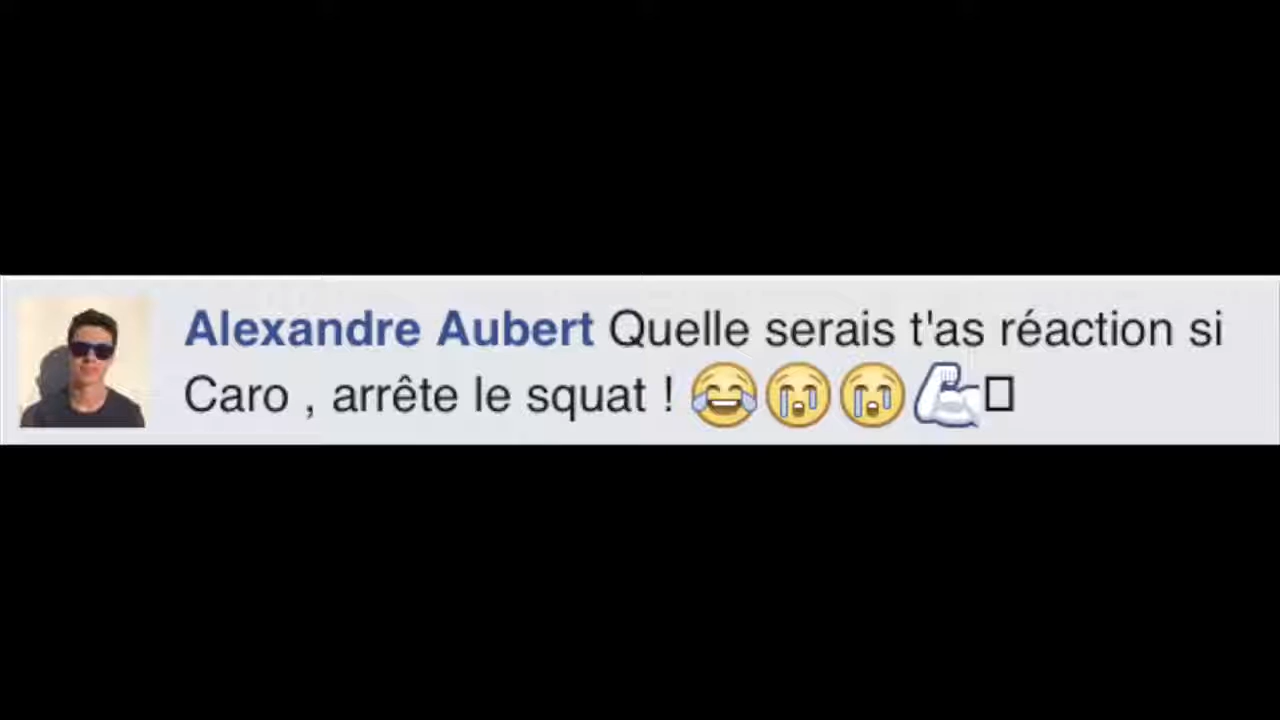 Alexandre Aubert Quelle serais t'as réaction si
Caro , arrête le squat ! 😂😭😭💪□